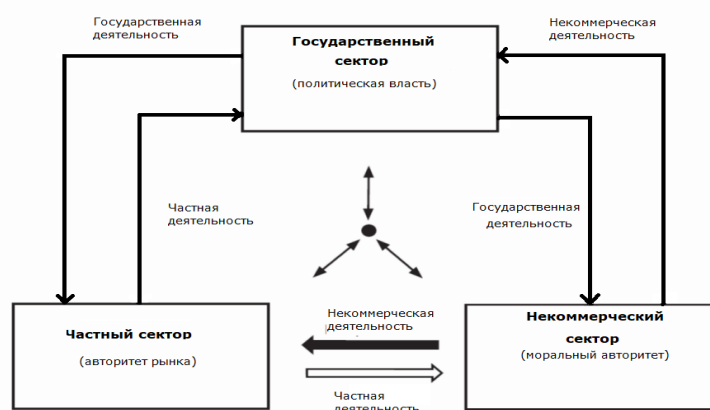 Государственная
деятельность
Некоммерческая
деятельность
Государственный
сектор
(политическая власть)
Частная
деятельность
Государственная
деятельность
Некоммерческая
деятельность
Частный сектор
(авторитет рынка)
Некоммерческий
сектор
(моральный авторитет)
Частная
деятельность